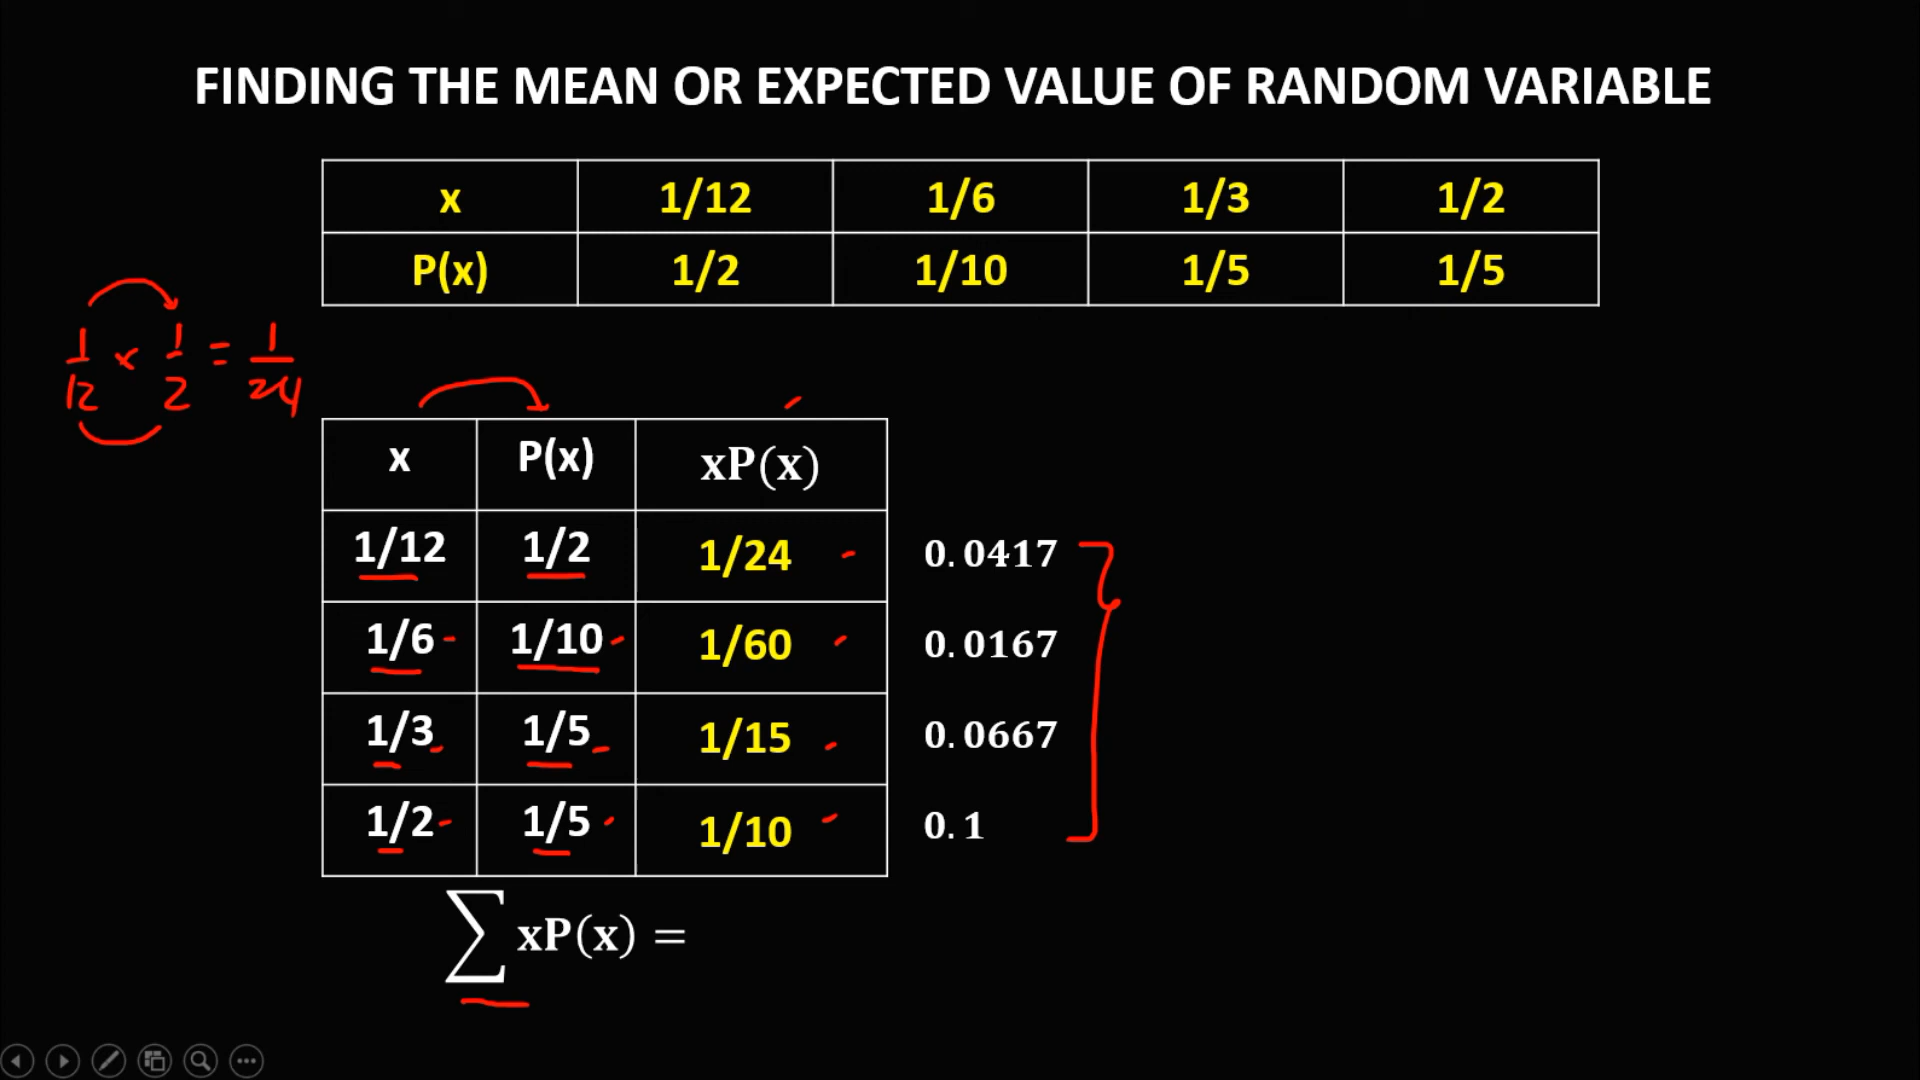 FINDING THE MEAN OR EXPECTED VALUE OF RANDOM VARIABLE
x 1/12 1/6 1/3 1/2
P(x) 1/2 1/10 1/5 1/5
1/12 x 1/2 = 1/24
x P(x) xP(x)
1/12 1/2 1/24 0.0417
1/6 1/10 1/60 0.0167
1/3 1/5 1/15 0.0667
1/2 1/5 1/10 0.1
∑ xP(x) =